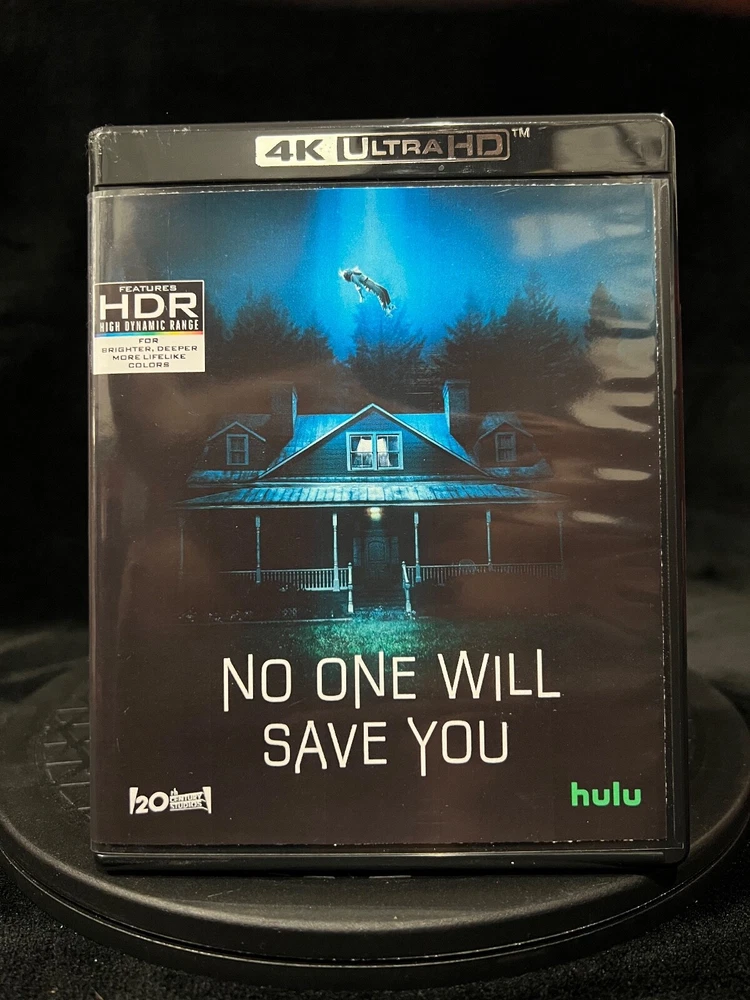 4K ULTRA HD™
FEATURES
HDR
HIGH DYNAMIC RANGE
FOR
BRIGHTER, DEEPER
MORE LIFELIKE
COLORS
NO ONE WILL
SAVE YOU
20th CENTURY STUDIOS
hulu